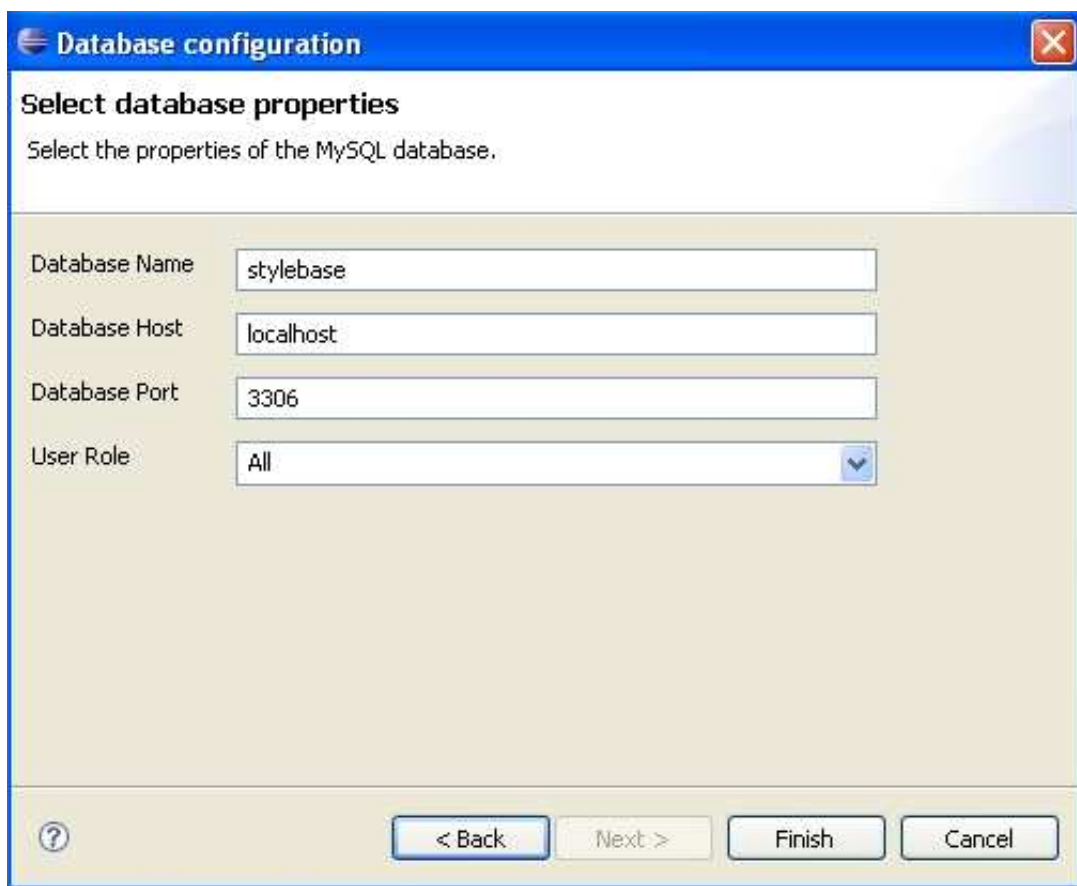 Database configuration
Select database properties
Select the properties of the MySQL database.
Database Name stylebase
Database Host localhost
Database Port 3306
User Role All
? < Back Next > Finish Cancel